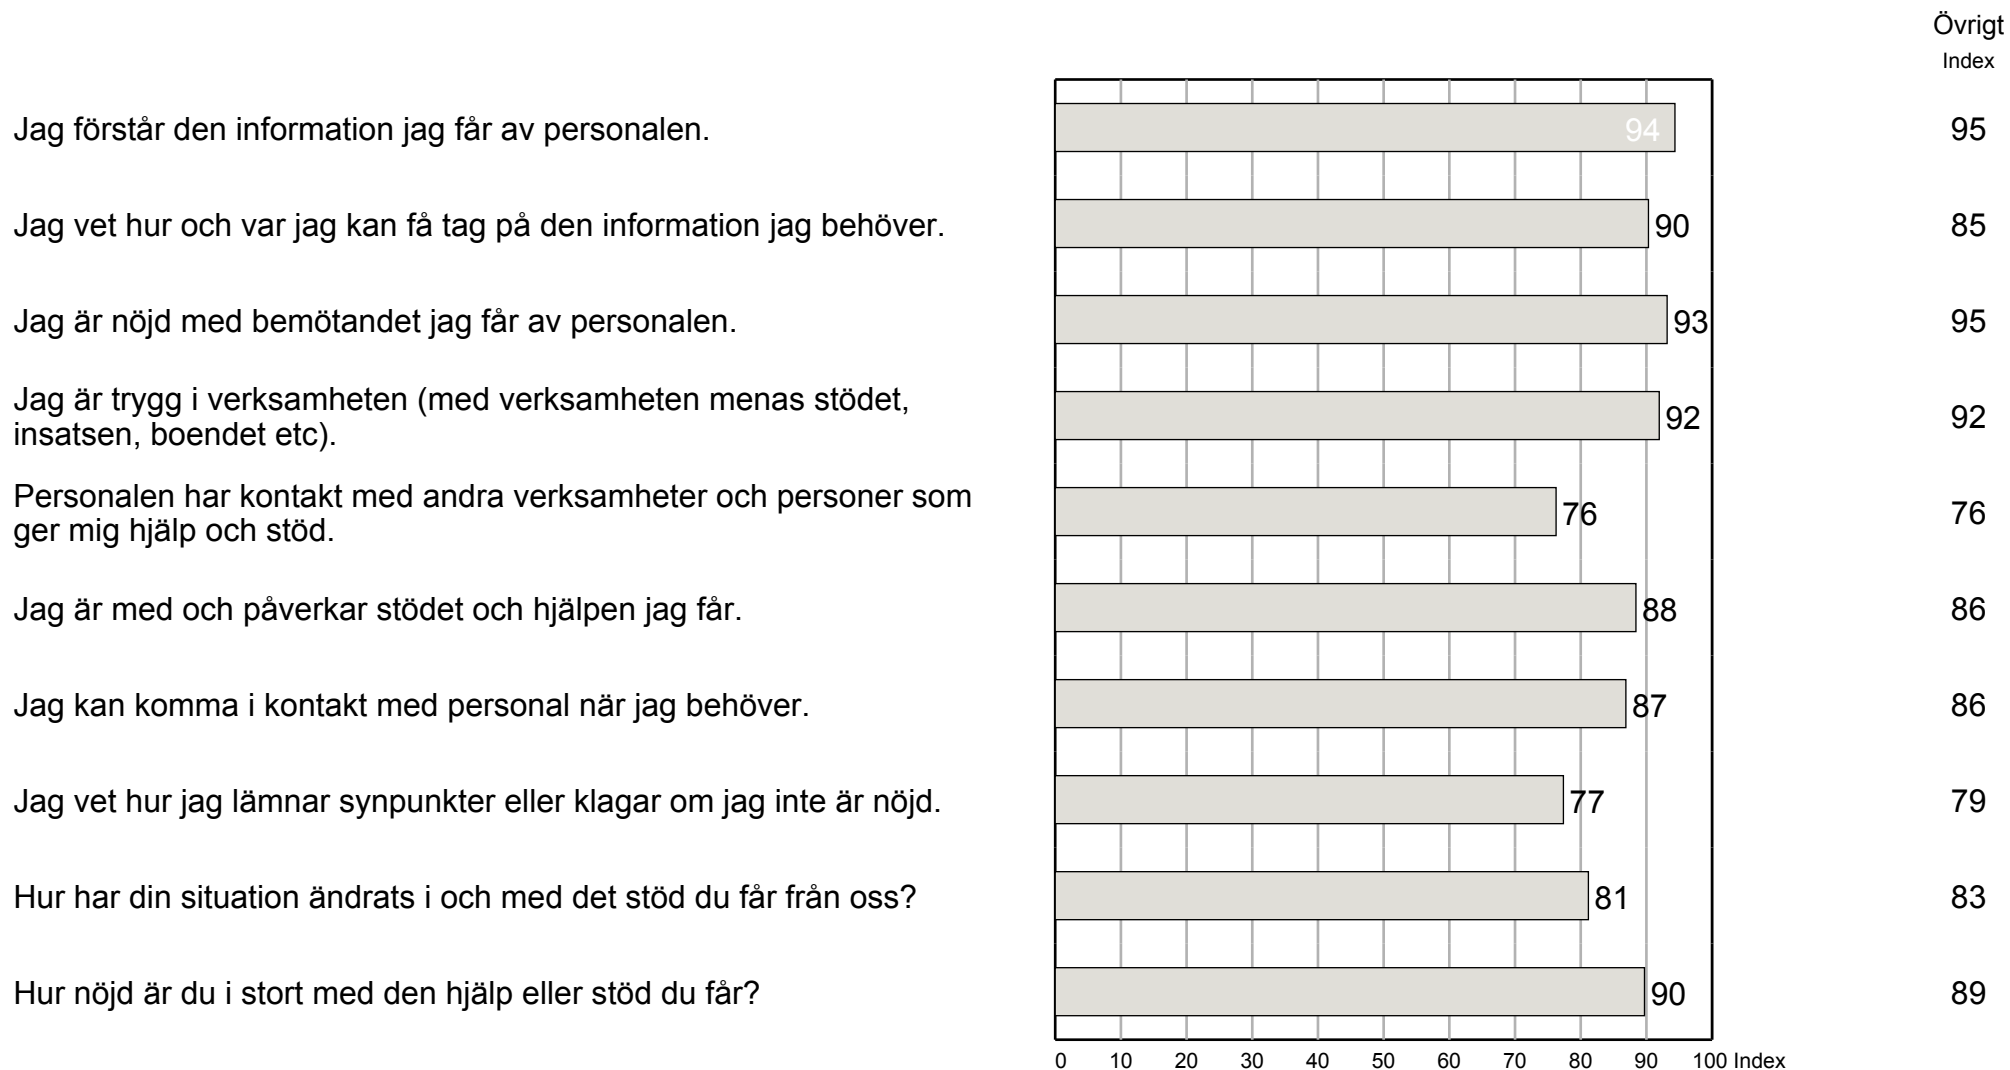 Övrigt
Index
Jag förstår den information jag får av personalen. 94 95
Jag vet hur och var jag kan få tag på den information jag behöver. 90 85
Jag är nöjd med bemötandet jag får av personalen. 93 95
Jag är trygg i verksamheten (med verksamheten menas stödet,
insatsen, boendet etc). 92 92
Personalen har kontakt med andra verksamheter och personer som
ger mig hjälp och stöd. 76 76
Jag är med och påverkar stödet och hjälpen jag får. 88 86
Jag kan komma i kontakt med personal när jag behöver. 87 86
Jag vet hur jag lämnar synpunkter eller klagar om jag inte är nöjd. 77 79
Hur har din situation ändrats i och med det stöd du får från oss? 81 83
Hur nöjd är du i stort med den hjälp eller stöd du får? 90 89
0 10 20 30 40 50 60 70 80 90 100 Index